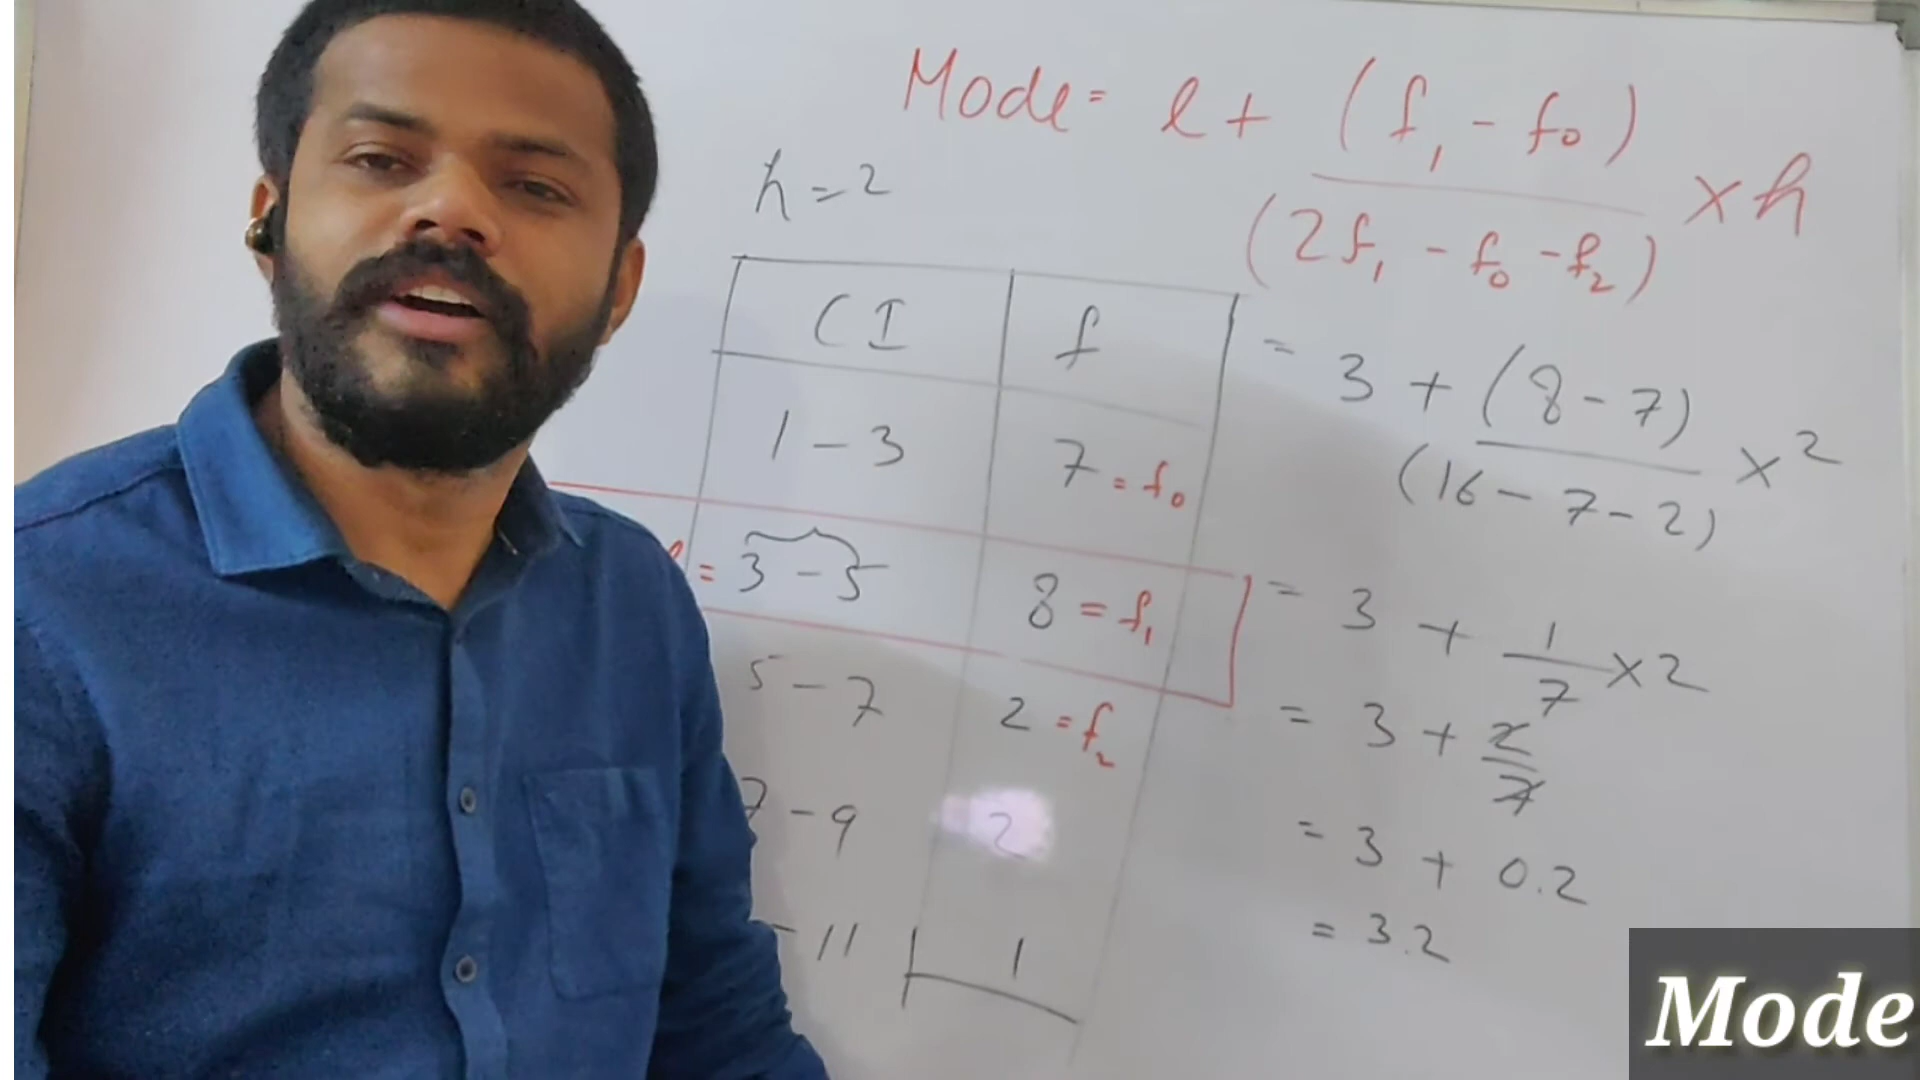 Mode = l + (f₁ - f₀)
(2f₁ - f₀ - f₂) × h
h = 2
CI f
1 - 3 7 = f₀
l = 3 - 5 8 = f₁
5 - 7 2 = f₂
7 - 9 2
- 11 1
= 3 + (8 - 7)
(16 - 7 - 2) × 2
= 3 + 1/7 × 2
= 3 + 2/7
= 3 + 0.2
= 3.2
Mode